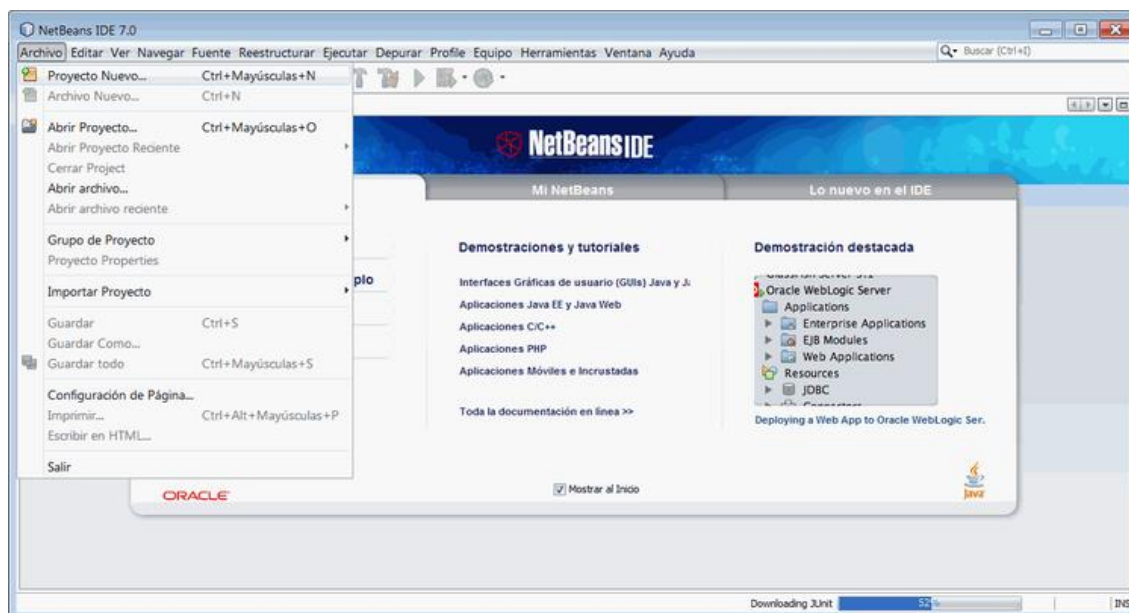 NetBeans IDE 7.0
Archivo Editar Ver Navegar Fuente Reestructurar Ejecutar Depurar Profile Equipo Herramientas Ventana Ayuda
Buscar (Ctrl+I)
Proyecto Nuevo... Ctrl+Mayúsculas+N
Archivo Nuevo... Ctrl+N
Abrir Proyecto... Ctrl+Mayúsculas+O
Abrir Proyecto Reciente
Cerrar Project
Abrir archivo...
Abrir archivo reciente
Grupo de Proyecto
Proyecto Properties
Importar Proyecto
Guardar Ctrl+S
Guardar Como...
Guardar todo Ctrl+Mayúsculas+S
Configuración de Página...
Imprimir... Ctrl+Alt+Mayúsculas+P
Escribir en HTML...
Salir
NetBeans IDE
Mi NetBeans
Lo nuevo en el IDE
plo
Demostraciones y tutoriales
Interfaces Gráficas de usuario (GUIs) Java y
Aplicaciones Java EE y Java Web
Aplicaciones C/C++
Aplicaciones PHP
Aplicaciones Móviles e Incrustadas
Toda la documentación en línea >>
Demostración destacada
Oracle WebLogic Server
Applications
Enterprise Applications
EJB Modules
Web Applications
Resources
JDBC
Deploying a Web App to Oracle WebLogic Ser.
ORACLE
Mostrar al Inicio
Java
Downloading JUnit 52%
INS